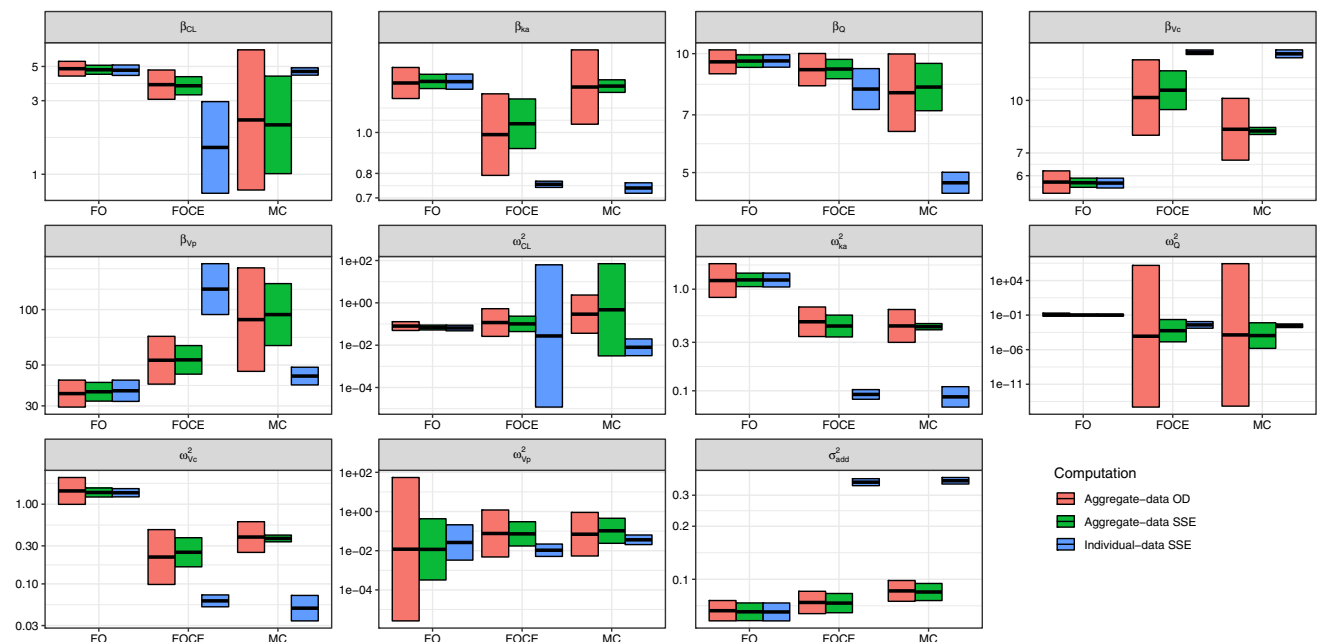 β_CL
5
3
1
FO FOCE MC
β_ka
1.0
0.8
0.7
FO FOCE MC
β_Q
10
7
5
FO FOCE MC
β_Vc
10
7
6
FO FOCE MC
β_Vp
100
50
30
FO FOCE MC
ω²_CL
1e+02
1e+00
1e−02
1e−04
FO FOCE MC
ω²_ka
1.0
0.3
0.1
FO FOCE MC
ω²_Q
1e+04
1e−01
1e−06
1e−11
FO FOCE MC
ω²_Vc
1.00
0.30
0.10
0.03
FO FOCE MC
ω²_Vp
1e+02
1e+00
1e−02
1e−04
FO FOCE MC
σ²_add
0.3
0.2
0.1
FO FOCE MC
Computation
Aggregate−data OD
Aggregate−data SSE
Individual−data SSE